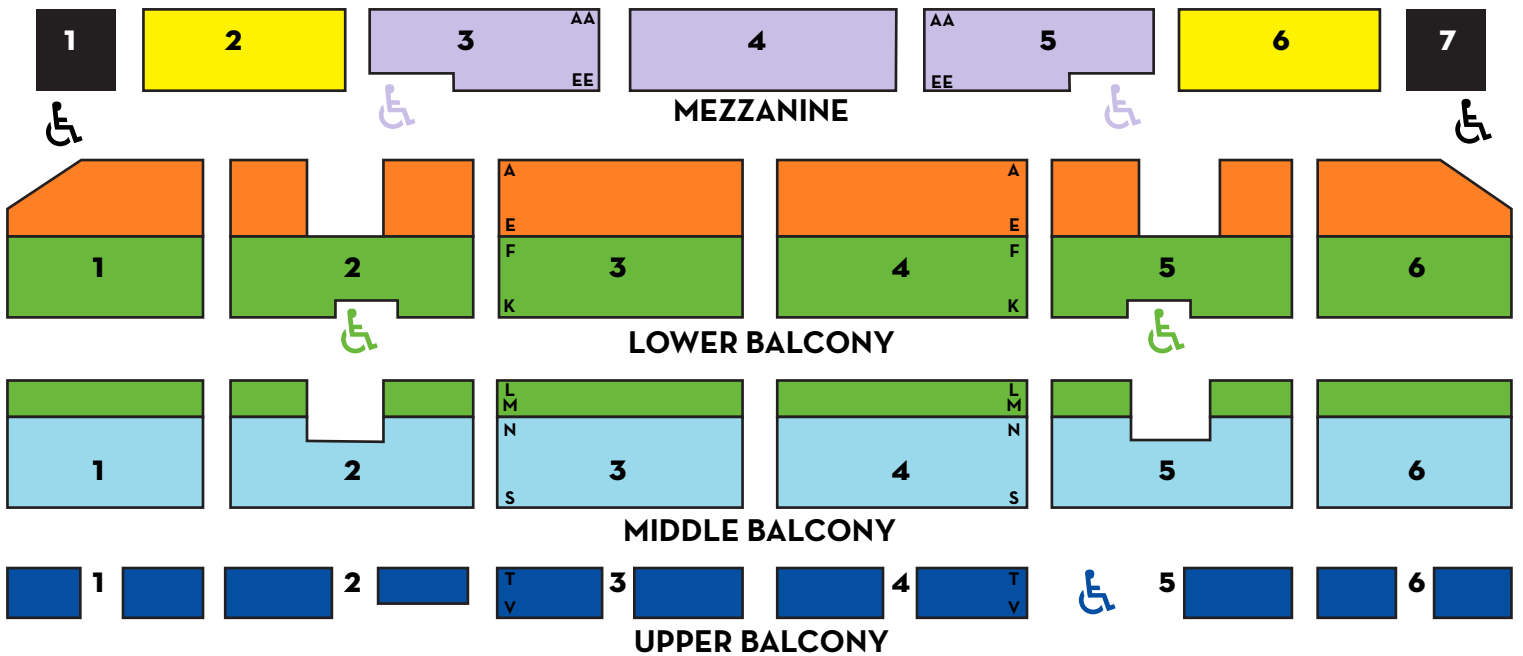 AA AA
1 2 3 4 5 6 7
EE EE
MEZZANINE
A A
E E
F F
1 2 3 4 5 6
K K
LOWER BALCONY
L L
M M
N N
1 2 3 4 5 6
S S
MIDDLE BALCONY
T T
1 2 3 4 5 6
V V
UPPER BALCONY